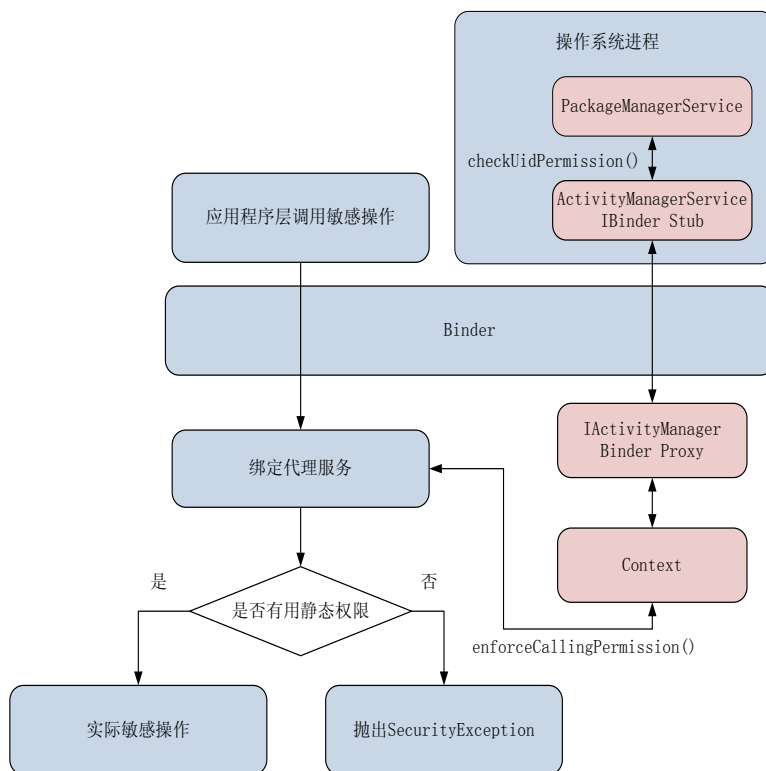 操作系统进程
PackageManagerService
checkUidPermission()
ActivityManagerService
IBinder Stub
应用程序层调用敏感操作
Binder
IActivityManager
Binder Proxy
绑定代理服务
Context
是
否
是否有用静态权限
enforceCallingPermission()
实际敏感操作
抛出SecurityException